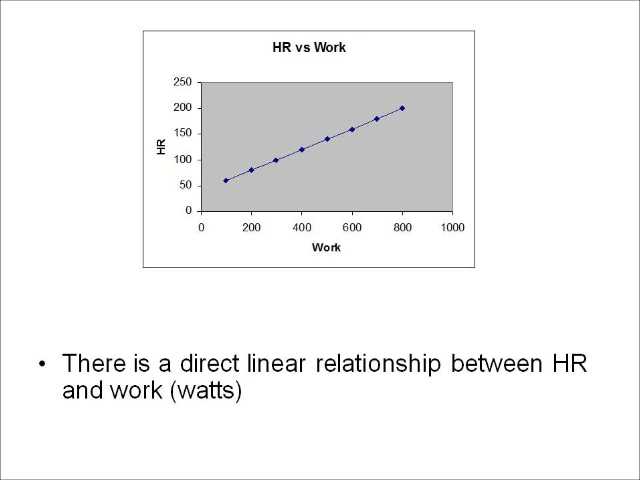 HR vs Work
250
200
150
100
50
0
HR
0 200 400 600 800 1000
Work
• There is a direct linear relationship between HR
and work (watts)